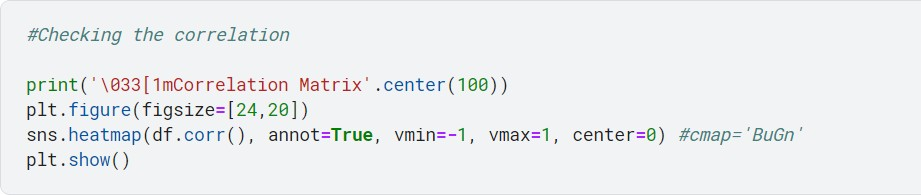 #Checking the correlation
print('\033[1mCorrelation Matrix'.center(100))
plt.figure(figsize=[24,20])
sns.heatmap(df.corr(), annot=True, vmin=-1, vmax=1, center=0) #cmap='BuGn'
plt.show()